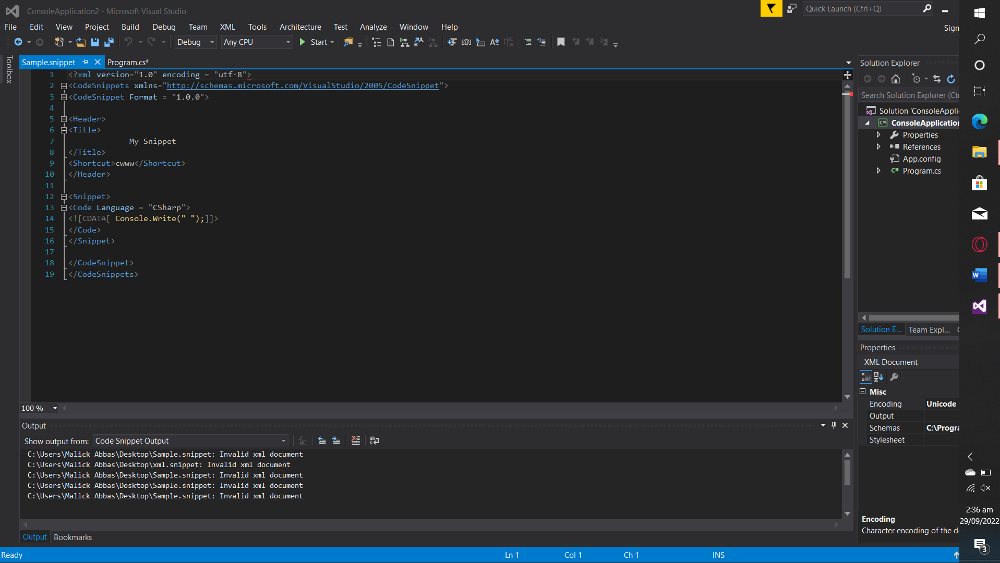 ConsoleApplication2 - Microsoft Visual Studio
Quick Launch (Ctrl+Q)
File Edit View Project Build Debug Team XML Tools Architecture Test Analyze Window Help
Sign
Debug Any CPU Start
Toolbox
Sample.snippet Program.cs*
1 <?xml version="1.0" encoding = "utf-8">
2 <CodeSnippets xmlns="http://schemas.microsoft.com/VisualStudio/2005/CodeSnippet">
3 <CodeSnippet Format = "1.0.0">
4
5 <Header>
6 <Title>
7 My Snippet
8 </Title>
9 <Shortcut>cwww</Shortcut>
10 </Header>
11
12 <Snippet>
13 <Code Language = "CSharp">
14 <![CDATA[ Console.Write(" ");]]>
15 </Code>
16 </Snippet>
17
18 </CodeSnippet>
19 </CodeSnippets>
100 %
Output
Show output from: Code Snippet Output
C:\Users\Malick Abbas\Desktop\Sample.snippet: Invalid xml document
C:\Users\Malick Abbas\Desktop\xml.snippet: Invalid xml document
C:\Users\Malick Abbas\Desktop\Sample.snippet: Invalid xml document
C:\Users\Malick Abbas\Desktop\Sample.snippet: Invalid xml document
C:\Users\Malick Abbas\Desktop\Sample.snippet: Invalid xml document
Output Bookmarks
Solution Explorer
Search Solution Explorer (Ctr
Solution 'ConsoleApplic
C# ConsoleApplication
Properties
References
App.config
C# Program.cs
Solution E... Team Expl...
Properties
XML Document
Misc
Encoding Unicode
Output
Schemas C:\Progra
Stylesheet
Encoding
Character encoding of the d
Ready Ln 1 Col 1 Ch 1 INS
2:36 am
29/09/2022
3